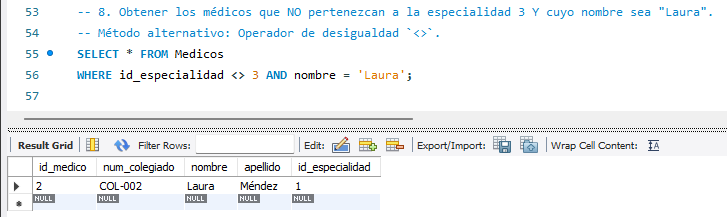 53 -- 8. Obtener los médicos que NO pertenezcan a la especialidad 3 Y cuyo nombre sea "Laura".
54 -- Método alternativo: Operador de desigualdad `<>`.
55 SELECT * FROM Medicos
56 WHERE id_especialidad <> 3 AND nombre = 'Laura';
57
Result Grid Filter Rows: Edit: Export/Import: Wrap Cell Content:
id_medico num_colegiado nombre apellido id_especialidad
2 COL-002 Laura Méndez 1
NULL NULL NULL NULL NULL